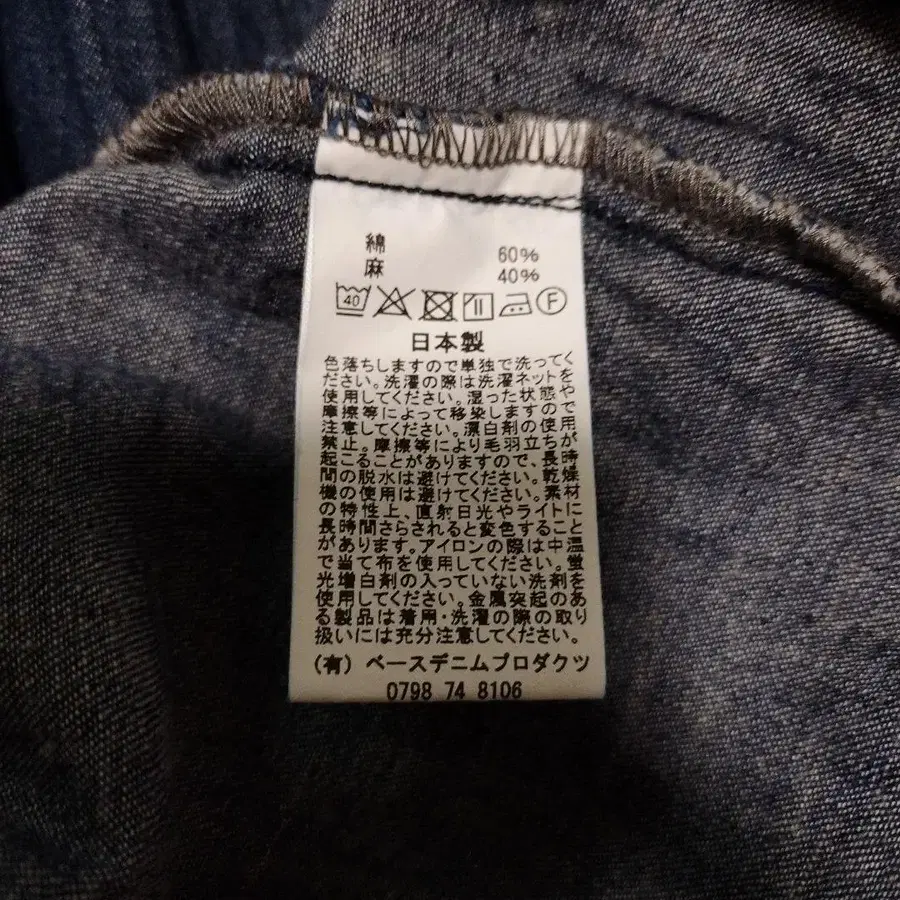 綿 60%
麻 40%
40 F
日本製
色落ちしますので単独で洗ってく
ださい。洗濯の際は洗濯ネットを
使用してください。湿った状態や
摩擦等によって移染しますので
注意してください。漂白剤の使用
禁止。摩擦等により毛羽立ちが
起こることがありますので、長時
間の脱水は避けてください。乾燥
機の使用は避けてください。素材
の特性上、直射日光やライトに
長時間さらされると変色すること
があります。アイロンの際は中温
で当て布を使用してください。蛍
光増白剤の入っていない洗剤を
使用してください。金属突起のあ
る製品は着用・洗濯の際の取り
扱いには充分注意してください。
(有) ベースデニムプロダクツ
0798 74 8106